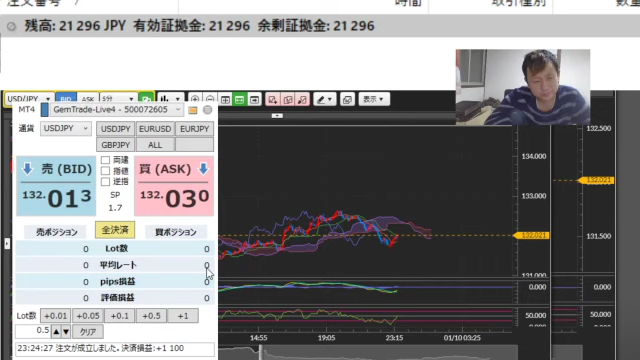 注文番号 / 時間 取引種別 数量
残高: 21 296 JPY 有効証拠金: 21 296 余剰証拠金: 21 296
USD/JPY BID ASK 5分 表示
MT4 GemTrade-Live4 - 500072605
通貨 USDJPY USDJPY EURUSD EURJPY
GBPJPY ALL
売 (BID) 両建 買 (ASK)
指値
逆指
132.013 SP 132.030
1.7
売ポジション 全決済 買ポジション
0 Lot数 0
0 平均レート 0
0 pips損益 0
0 評価損益 0
Lot数 +0.01 +0.05 +0.1 +0.5 +1
0.5 クリア
23:24:27 注文が成立しました。決済損益:+1 100
134.000
133.000
132.021
131.000
0.000
50.000
132.500
132.021
131.500
0.000
50.000
14:55 19:05 23:15 01/10 03:25